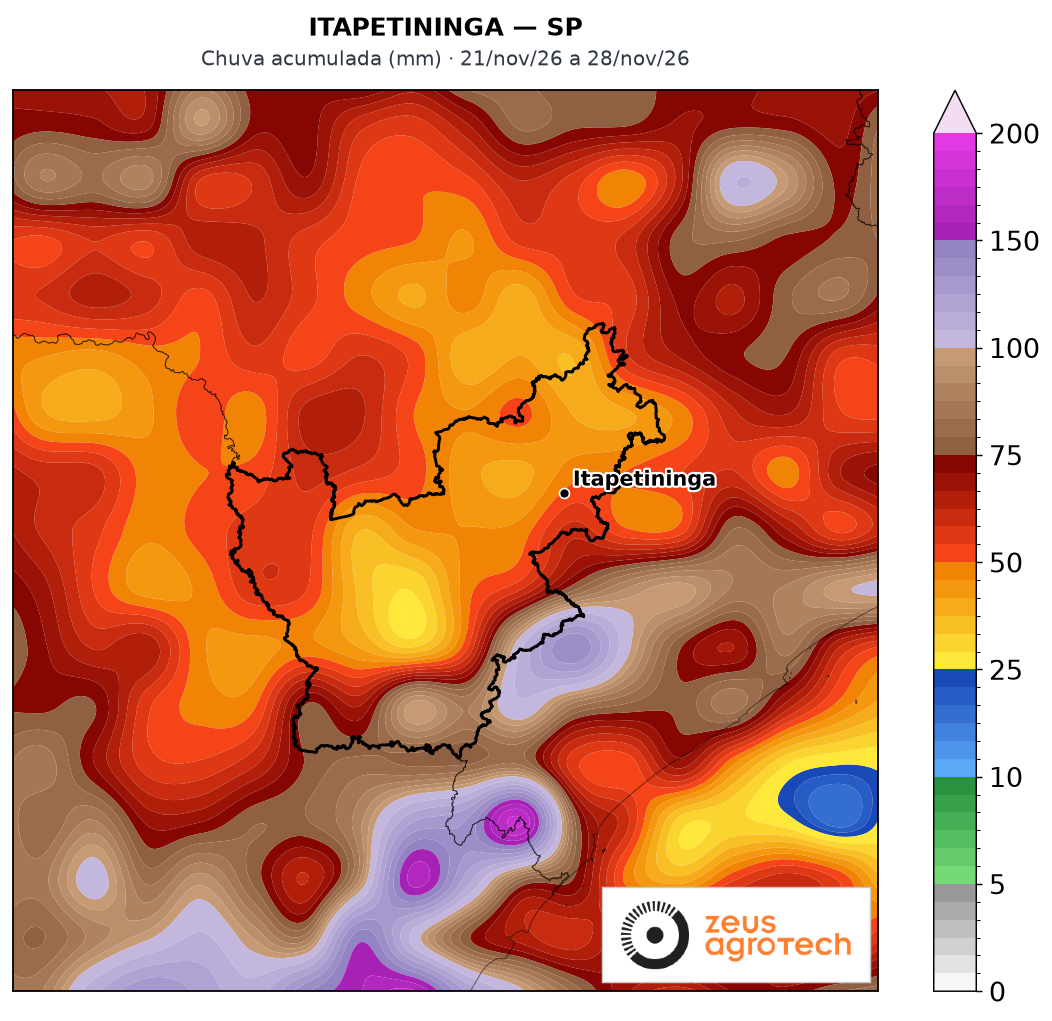 ITAPETININGA — SP
Chuva acumulada (mm) · 21/nov/26 a 28/nov/26
200
150
100
75
50
25
10
5
0
Itapetininga
zeus
agrotech